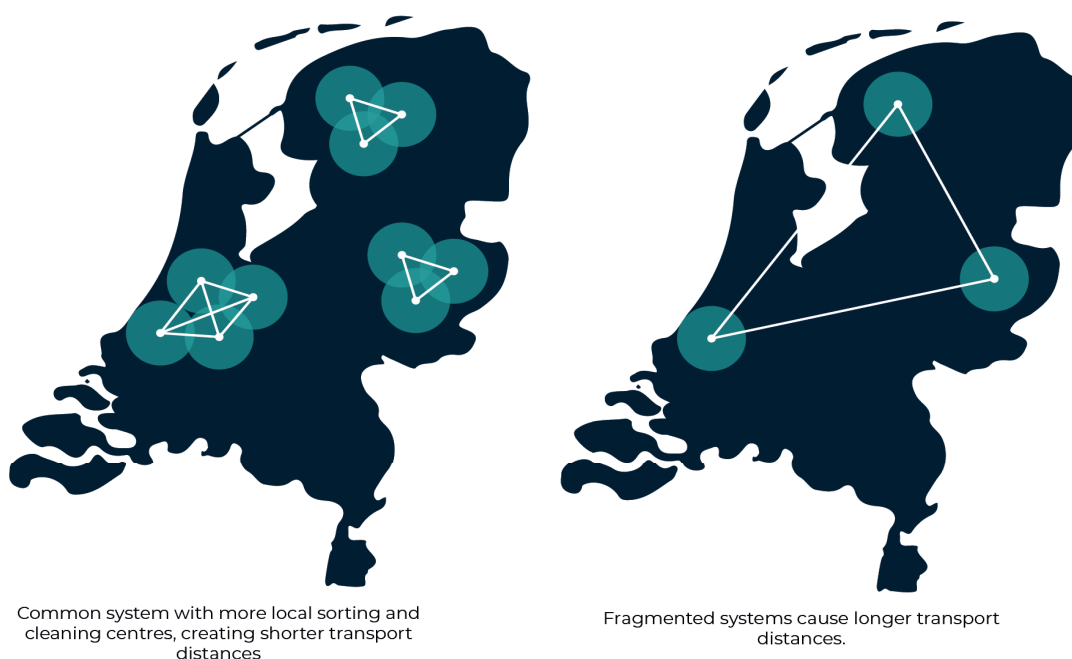 Common system with more local sorting and
cleaning centres, creating shorter transport
distances
Fragmented systems cause longer transport
distances.